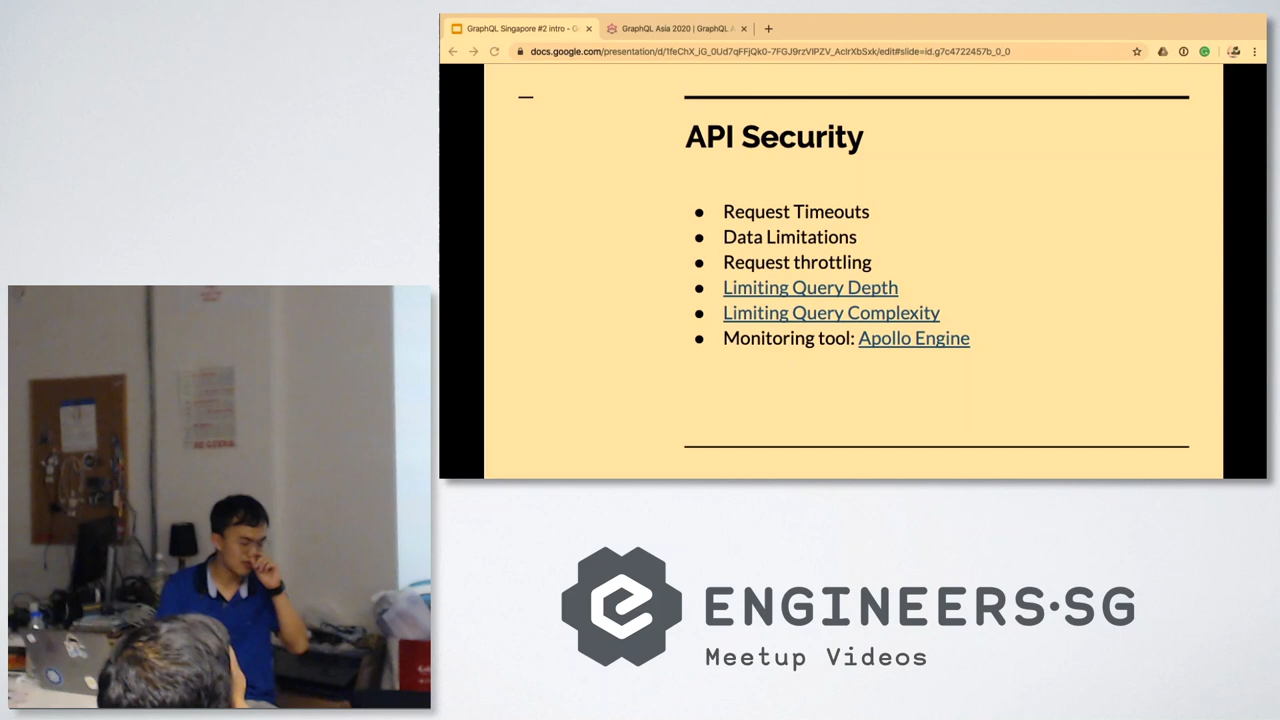 GraphQL Singapore #2 intro - G
GraphQL Asia 2020 | GraphQL A
docs.google.com/presentation/d/1feChX_iG_0Ud7qFFjQk0-7FGJ9rzVIPZV_AcIrXbSxk/edit#slide=id.g7c4722457b_0_0
API Security
● Request Timeouts
● Data Limitations
● Request throttling
● Limiting Query Depth
● Limiting Query Complexity
● Monitoring tool: Apollo Engine
ENGINEERS·SG
Meetup Videos